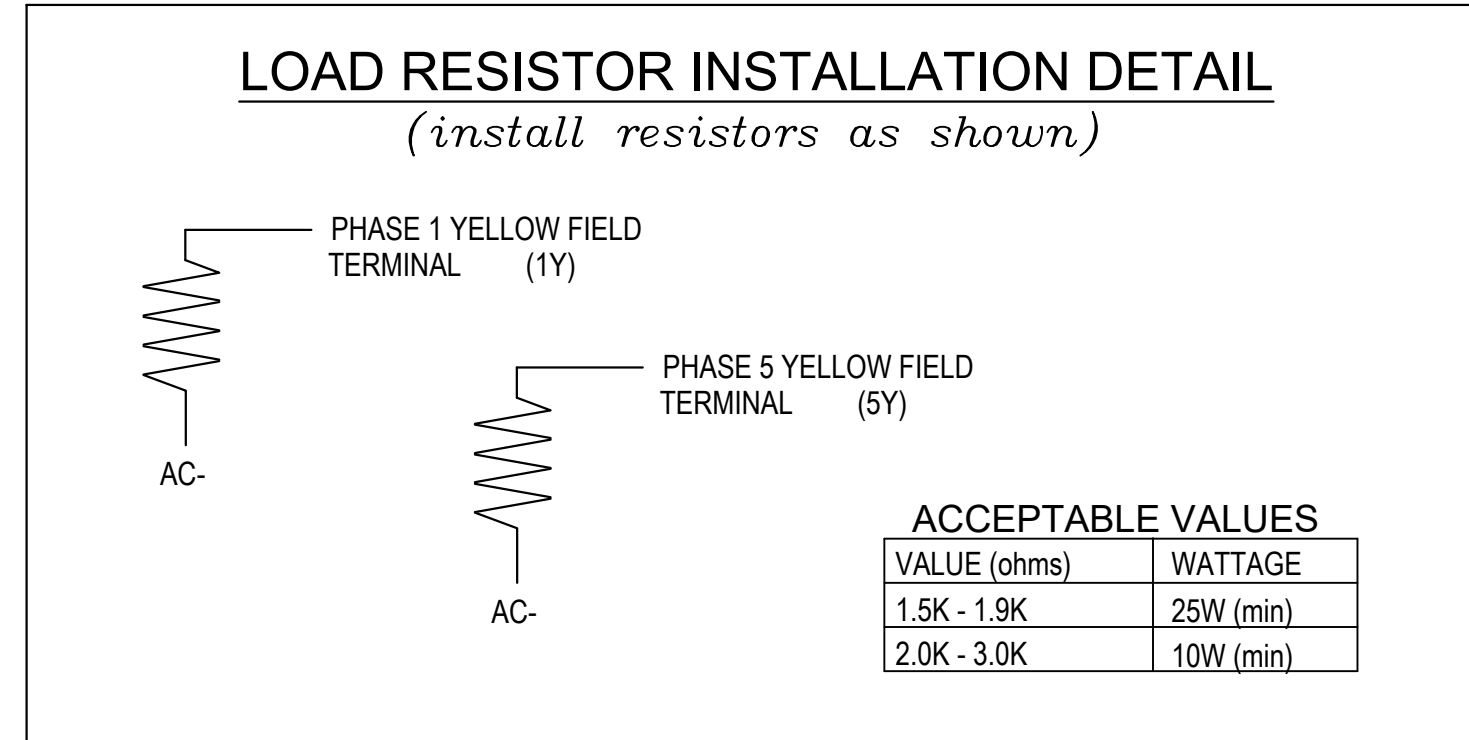 LOAD RESISTOR INSTALLATION DETAIL
(install resistors as shown)
PHASE 1 YELLOW FIELD
TERMINAL (1Y)
AC-
PHASE 5 YELLOW FIELD
TERMINAL (5Y)
AC-
ACCEPTABLE VALUES
VALUE (ohms) WATTAGE
1.5K - 1.9K 25W (min)
2.0K - 3.0K 10W (min)